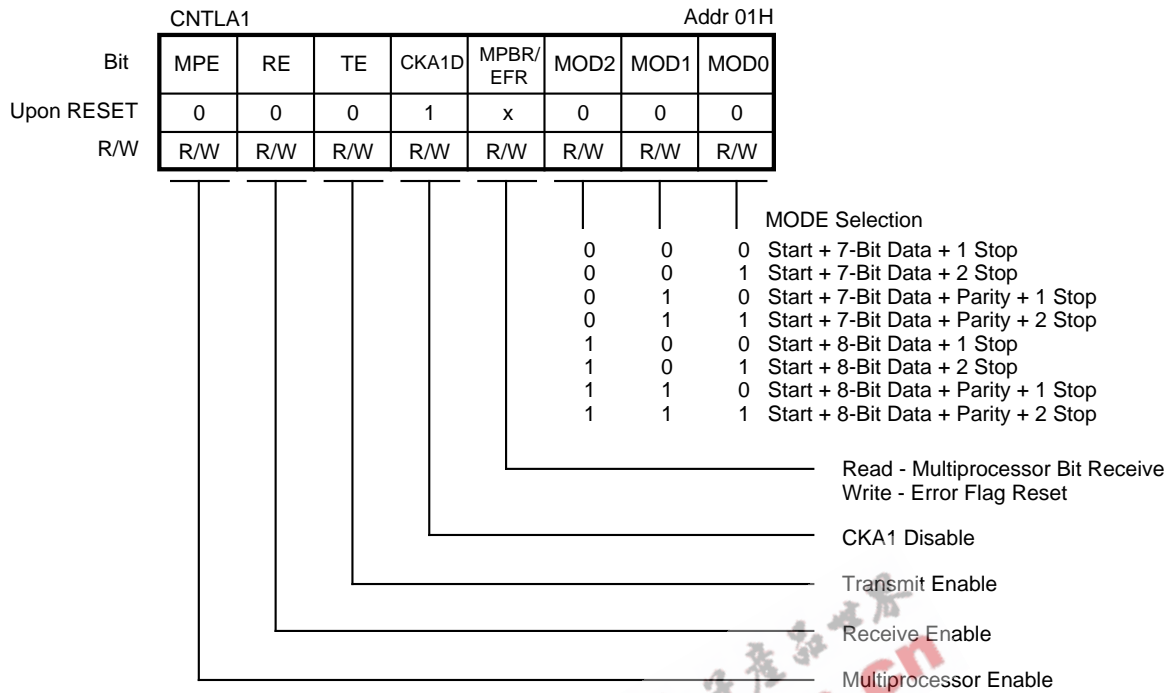 CNTLA1 Addr 01H
Bit MPE RE TE CKA1D MPBR/EFR MOD2 MOD1 MOD0
Upon RESET 0 0 0 1 x 0 0 0
R/W R/W R/W R/W R/W R/W R/W R/W R/W
MODE Selection
0 0 0 Start + 7-Bit Data + 1 Stop
0 0 1 Start + 7-Bit Data + 2 Stop
0 1 0 Start + 7-Bit Data + Parity + 1 Stop
0 1 1 Start + 7-Bit Data + Parity + 2 Stop
1 0 0 Start + 8-Bit Data + 1 Stop
1 0 1 Start + 8-Bit Data + 2 Stop
1 1 0 Start + 8-Bit Data + Parity + 1 Stop
1 1 1 Start + 8-Bit Data + Parity + 2 Stop
Read - Multiprocessor Bit Receive
Write - Error Flag Reset
CKA1 Disable
Transmit Enable
Receive Enable
Multiprocessor Enable